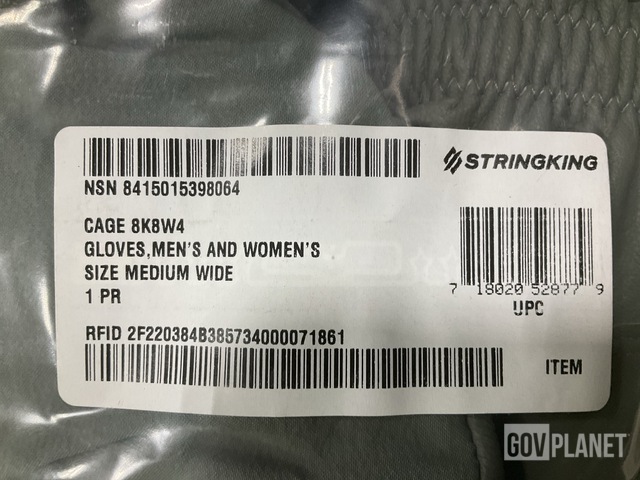 STRINGKING
NSN 8415015398064
CAGE 8K8W4
GLOVES,MEN'S AND WOMEN'S
SIZE MEDIUM WIDE
1 PR
7 18020 52877 9
UPC
RFID 2F220384B385734000071861
ITEM
GOVPLANET